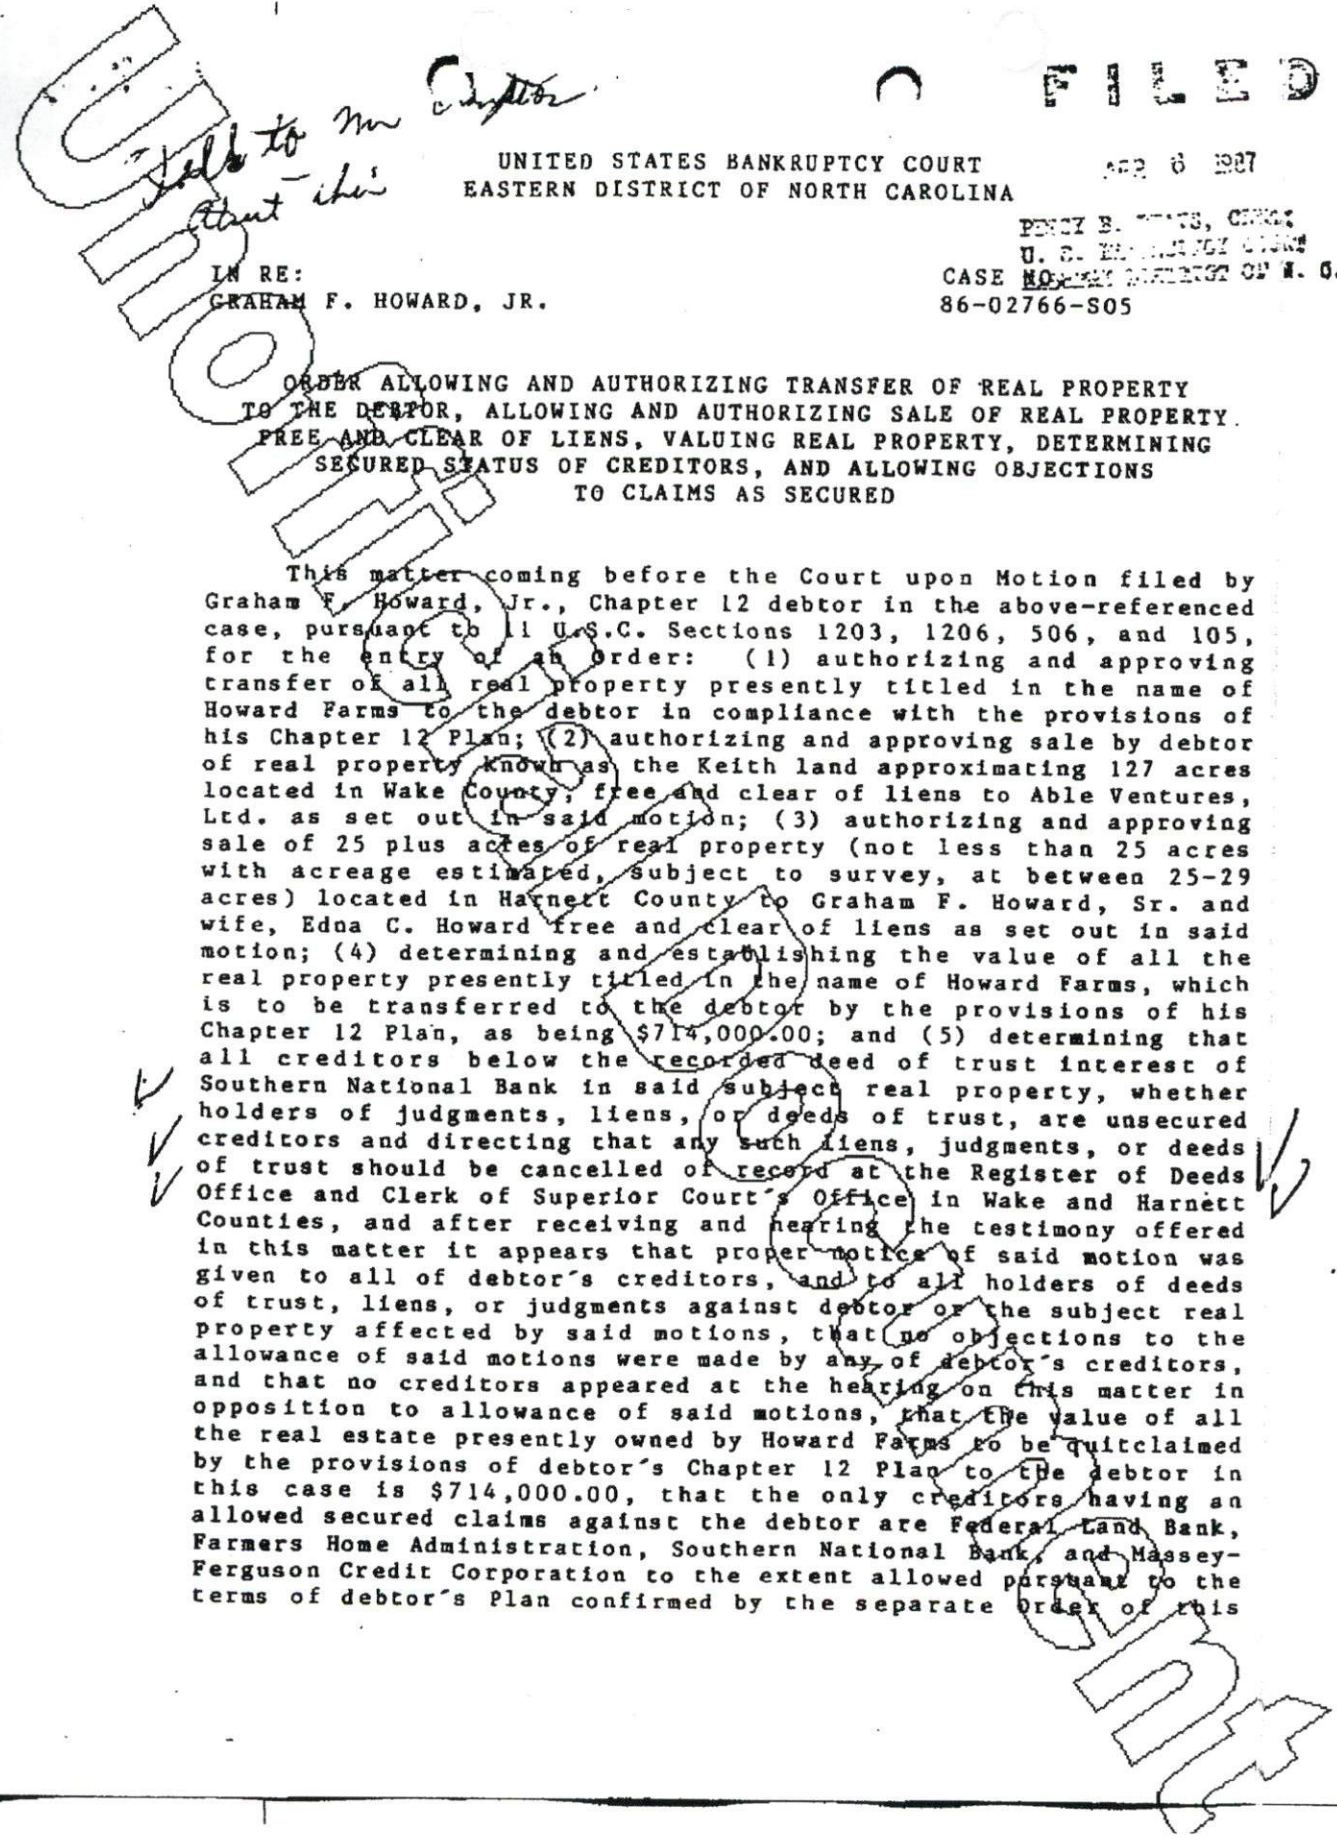 FILED
Talk to Mr
about this
UNITED STATES BANKRUPTCY COURT
EASTERN DISTRICT OF NORTH CAROLINA
APR 6 1987
PEYCY B. CLERK
U. S. BANKRUPTCY COURT
DISTRICT OF N. C.
IN RE:
GRAHAM F. HOWARD, JR.
CASE NO.
86-02766-S05
ORDER ALLOWING AND AUTHORIZING TRANSFER OF REAL PROPERTY
TO THE DEBTOR, ALLOWING AND AUTHORIZING SALE OF REAL PROPERTY
FREE AND CLEAR OF LIENS, VALUING REAL PROPERTY, DETERMINING
SECURED STATUS OF CREDITORS, AND ALLOWING OBJECTIONS
TO CLAIMS AS SECURED
This matter coming before the Court upon Motion filed by
Graham F. Howard, Jr., Chapter 12 debtor in the above-referenced
case, pursuant to 11 U.S.C. Sections 1203, 1206, 506, and 105,
for the entry of an Order: (1) authorizing and approving
transfer of all real property presently titled in the name of
Howard Farms to the debtor in compliance with the provisions of
his Chapter 12 Plan; (2) authorizing and approving sale by debtor
of real property known as the Keith land approximating 127 acres
located in Wake County, free and clear of liens to Able Ventures,
Ltd. as set out in said motion; (3) authorizing and approving
sale of 25 plus acres of real property (not less than 25 acres
with acreage estimated, subject to survey, at between 25-29
acres) located in Harnett County to Graham F. Howard, Sr. and
wife, Edna C. Howard free and clear of liens as set out in said
motion; (4) determining and establishing the value of all the
real property presently titled in the name of Howard Farms, which
is to be transferred to the debtor by the provisions of his
Chapter 12 Plan, as being $714,000.00; and (5) determining that
all creditors below the recorded deed of trust interest of
Southern National Bank in said subject real property, whether
holders of judgments, liens, or deeds of trust, are unsecured
creditors and directing that any such liens, judgments, or deeds
of trust should be cancelled of record at the Register of Deeds
Office and Clerk of Superior Court's Office in Wake and Harnett
Counties, and after receiving and hearing the testimony offered
in this matter it appears that proper notice of said motion was
given to all of debtor's creditors, and to all holders of deeds
of trust, liens, or judgments against debtor or the subject real
property affected by said motions, that no objections to the
allowance of said motions were made by any of debtor's creditors,
and that no creditors appeared at the hearing on this matter in
opposition to allowance of said motions, that the value of all
the real estate presently owned by Howard Farms to be quitclaimed
by the provisions of debtor's Chapter 12 Plan to the debtor in
this case is $714,000.00, that the only creditors having an
allowed secured claims against the debtor are Federal Land Bank,
Farmers Home Administration, Southern National Bank, and Massey-
Ferguson Credit Corporation to the extent allowed pursuant to the
terms of debtor's Plan confirmed by the separate Order of this
Unofficial Document